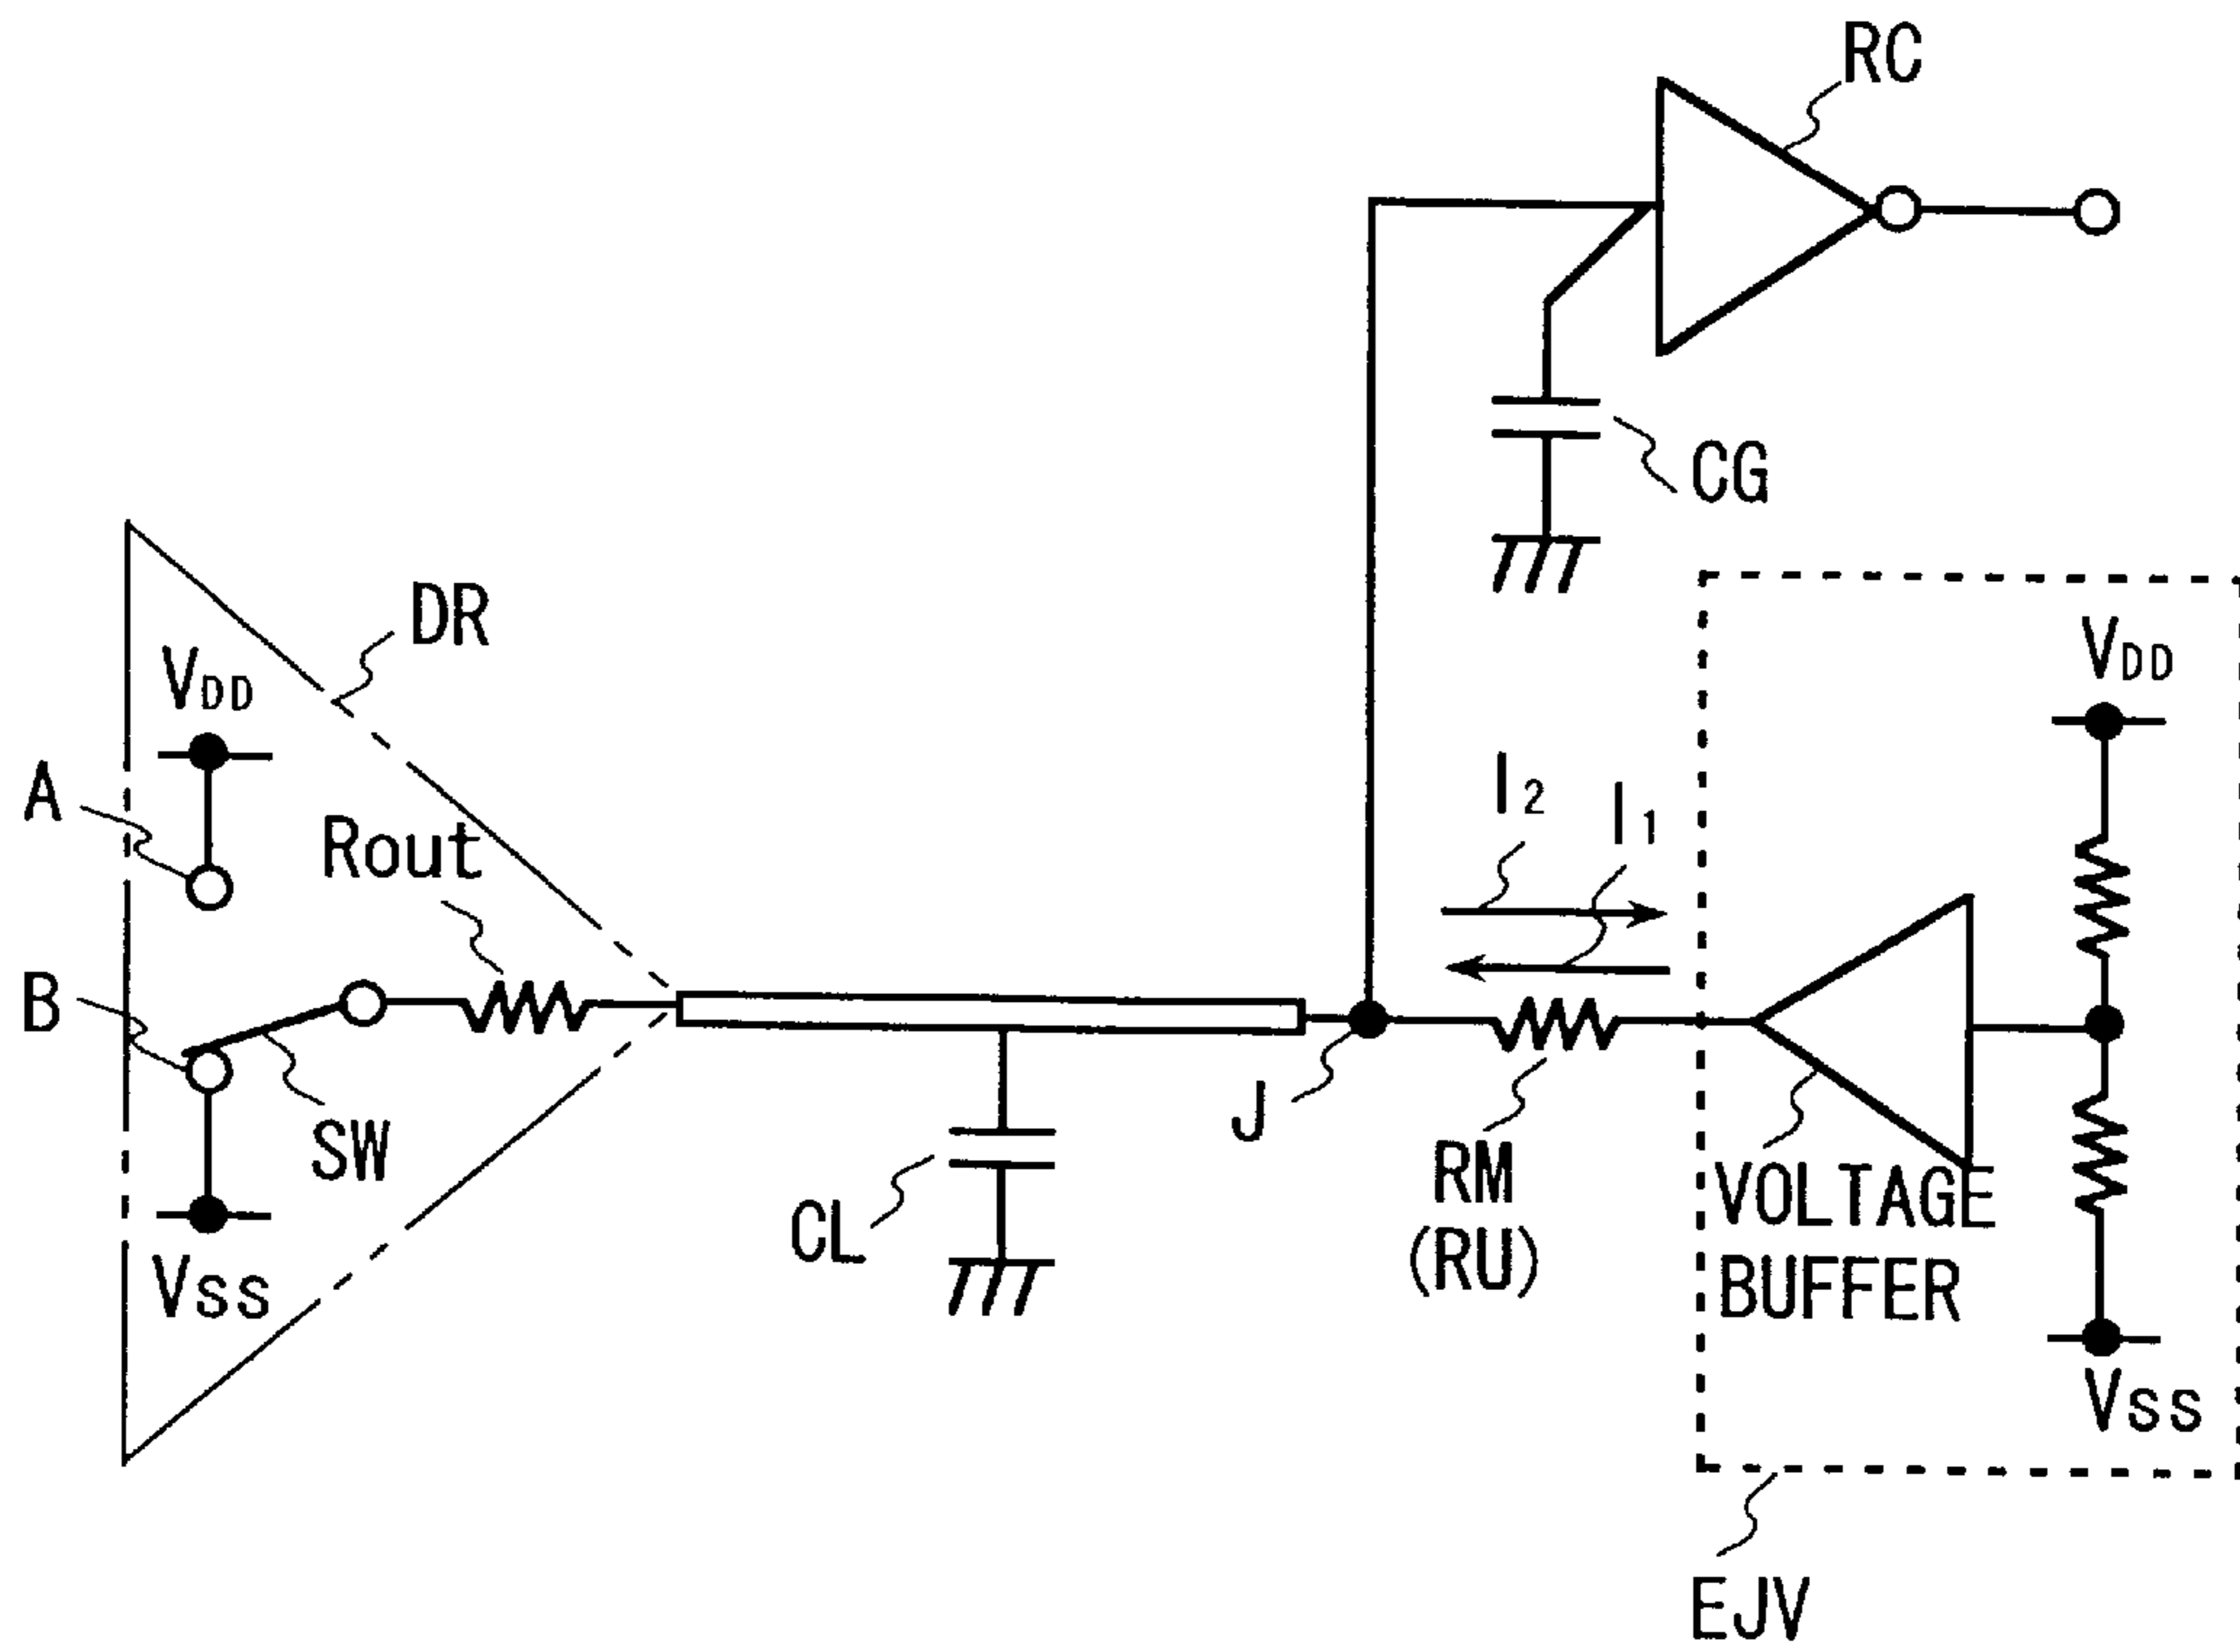 RC
CG
DR
VDD
VDD
A
Rout
I2
I1
B
SW
J
CL
RM
(RU)
VOLTAGE
BUFFER
VSS
VSS
EJV